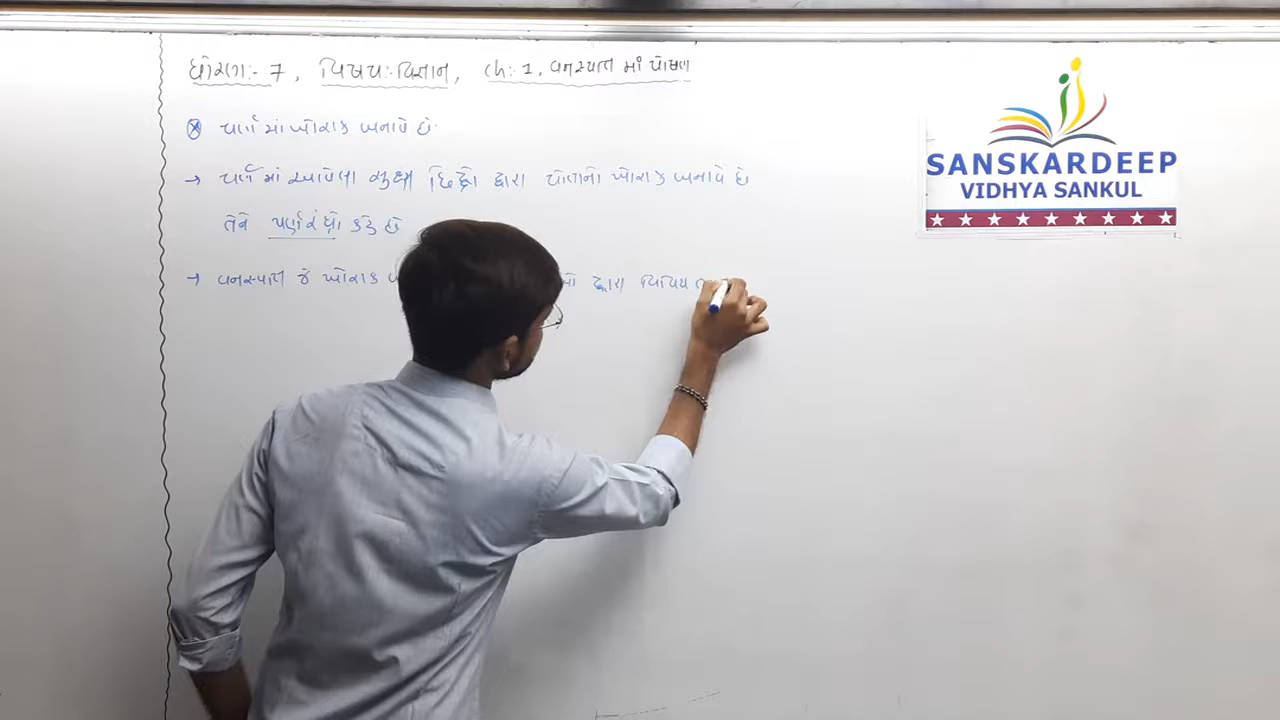 ધોરણ:- 7, વિષય:- વિજ્ઞાન, ch: 1, વનસ્પતિ માં પોષણ
પર્ણ માં ખોરાક બનાવે છે.
→ પર્ણ માં આવેલા સુક્ષ્મ છિદ્રો દ્વારા પોતાનો ખોરાક બનાવે છે
તેને પર્ણરંધ્રો કહે છે
→ વનસ્પતિ જે ખોરાક દ્વારા વિવિધ
SANSKARDEEP
VIDHYA SANKUL